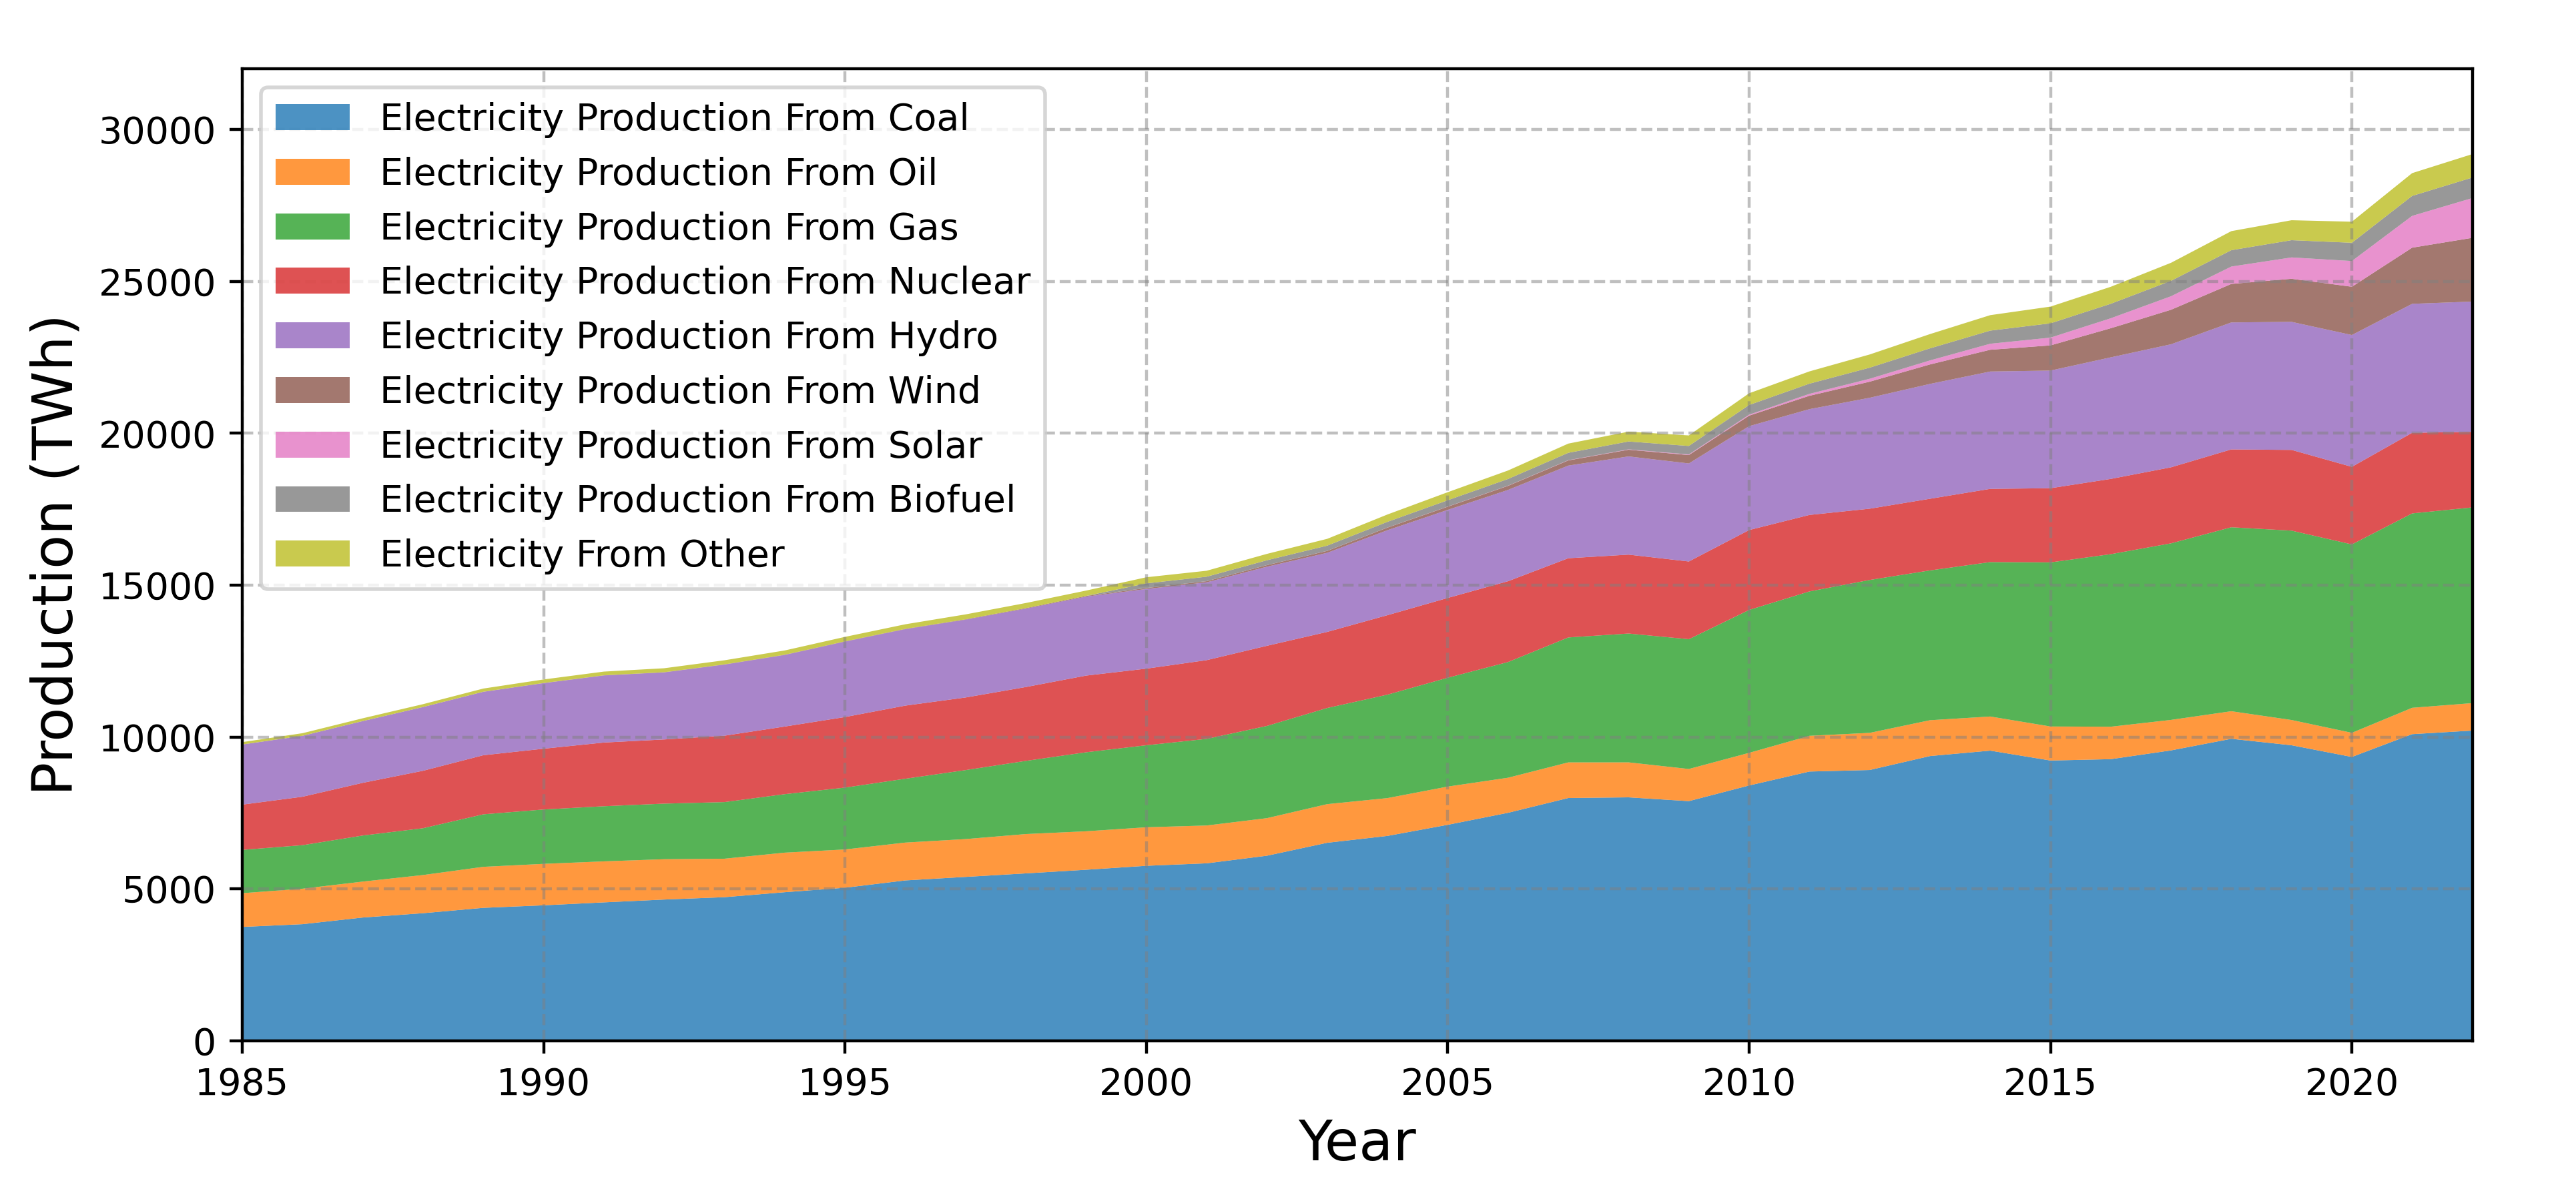 Electricity Production From Coal
Electricity Production From Oil
Electricity Production From Gas
Electricity Production From Nuclear
Electricity Production From Hydro
Electricity Production From Wind
Electricity Production From Solar
Electricity Production From Biofuel
Electricity From Other
Production (TWh)
30000
25000
20000
15000
10000
5000
0
1985 1990 1995 2000 2005 2010 2015 2020
Year